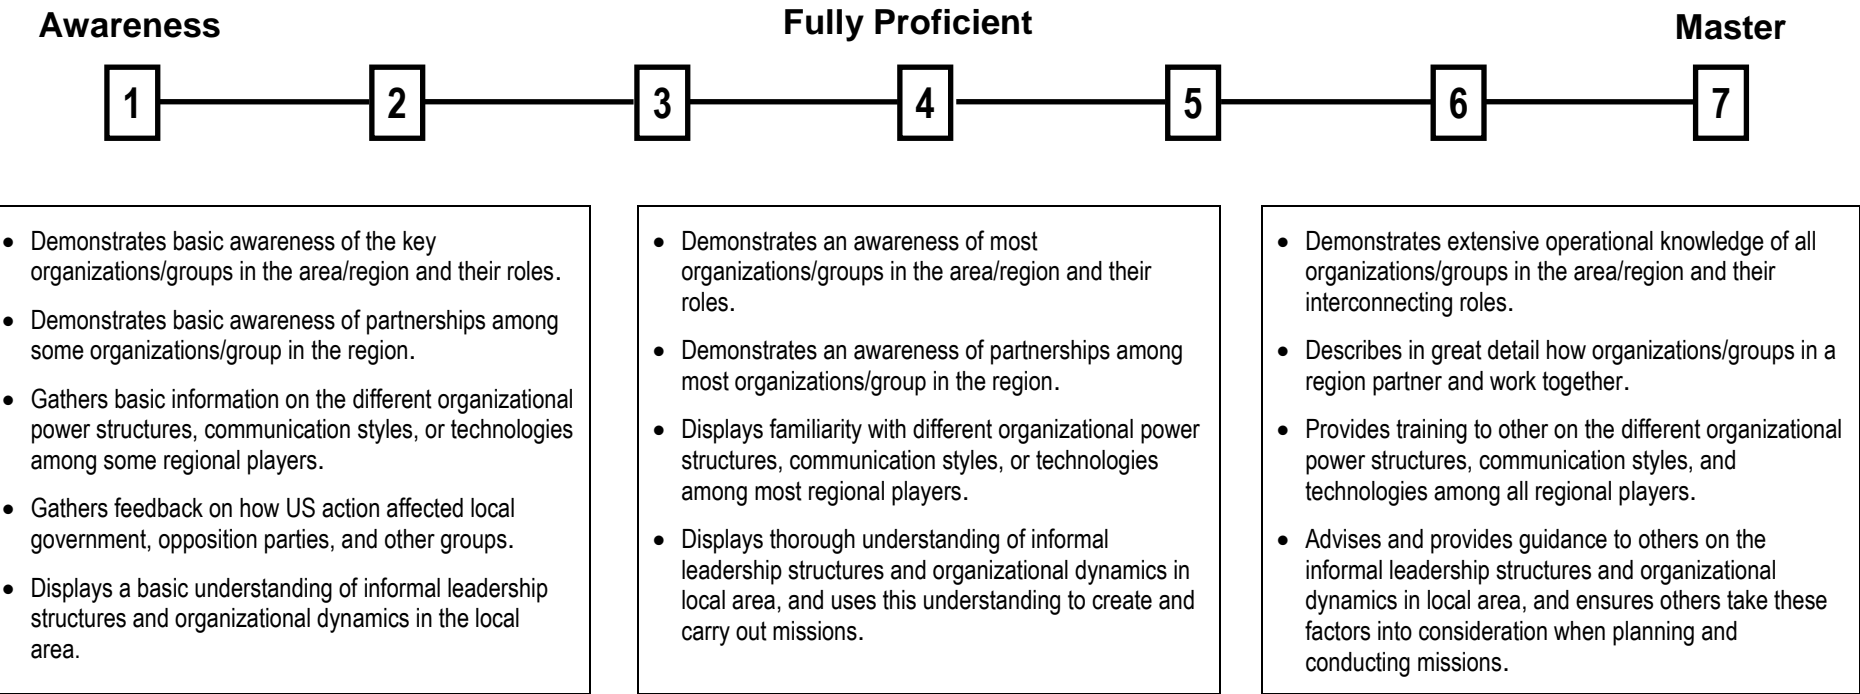 Awareness
Fully Proficient
Master
1
2
3
4
5
6
7
• Demonstrates basic awareness of the key
organizations/groups in the area/region and their roles.
• Demonstrates basic awareness of partnerships among
some organizations/group in the region.
• Gathers basic information on the different organizational
power structures, communication styles, or technologies
among some regional players.
• Gathers feedback on how US action affected local
government, opposition parties, and other groups.
• Displays a basic understanding of informal leadership
structures and organizational dynamics in the local
area.
• Demonstrates an awareness of most
organizations/groups in the area/region and their
roles.
• Demonstrates an awareness of partnerships among
most organizations/group in the region.
• Displays familiarity with different organizational power
structures, communication styles, or technologies
among most regional players.
• Displays thorough understanding of informal
leadership structures and organizational dynamics in
local area, and uses this understanding to create and
carry out missions.
• Demonstrates extensive operational knowledge of all
organizations/groups in the area/region and their
interconnecting roles.
• Describes in great detail how organizations/groups in a
region partner and work together.
• Provides training to other on the different organizational
power structures, communication styles, and
technologies among all regional players.
• Advises and provides guidance to others on the
informal leadership structures and organizational
dynamics in local area, and ensures others take these
factors into consideration when planning and
conducting missions.